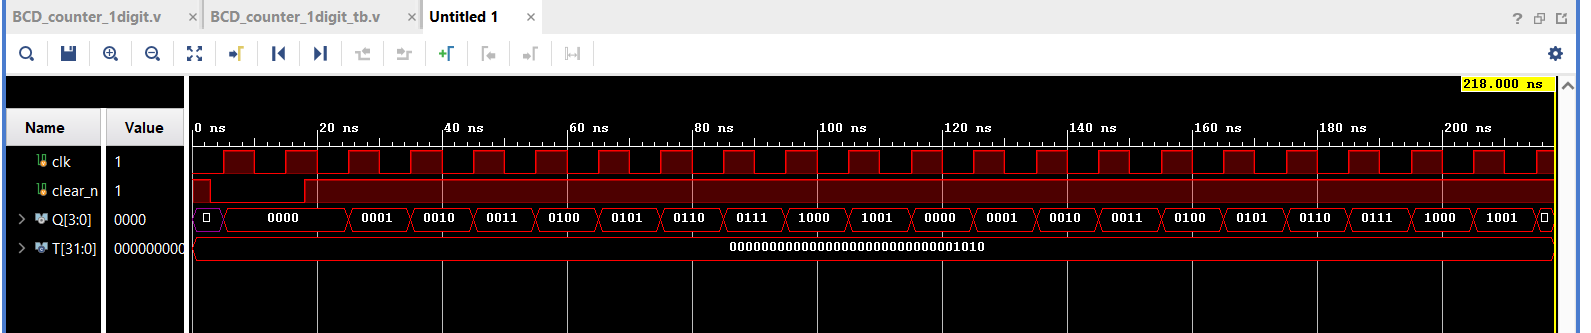 BCD_counter_1digit.v × BCD_counter_1digit_tb.v × Untitled 1 × ?
218.000 ns
Name Value 0 ns 20 ns 40 ns 60 ns 80 ns 100 ns 120 ns 140 ns 160 ns 180 ns 200 ns
clk 1
clear_n 1
Q[3:0] 0000 0000 0001 0010 0011 0100 0101 0110 0111 1000 1001 0000 0001 0010 0011 0100 0101 0110 0111 1000 1001
T[31:0] 000000000 00000000000000000000000000001010